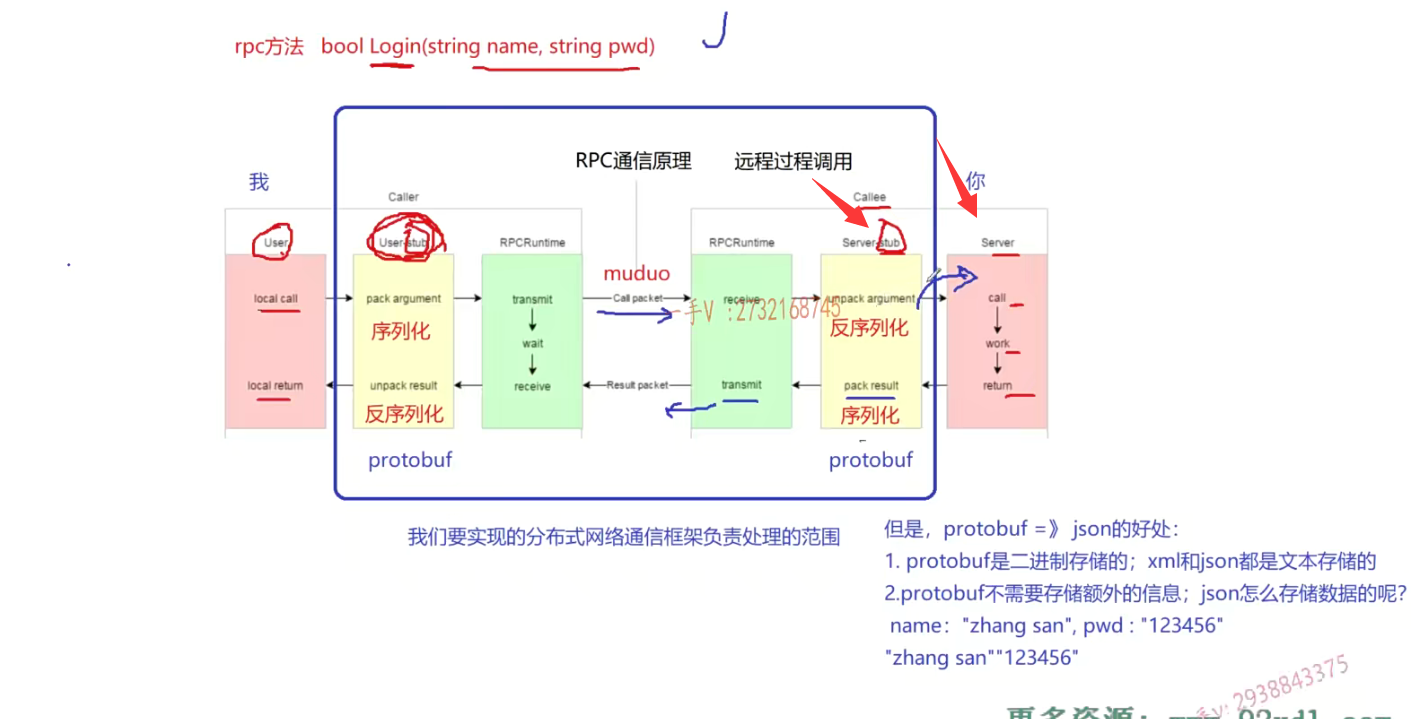 rpc方法 bool Login(string name, string pwd)
RPC通信原理 远程过程调用
我 你
Caller Callee
User User-stub RPCRuntime RPCRuntime Server-stub Server
muduo
local call pack argument transmit Call packet receive unpack argument call
一手V :2732168745
序列化 反序列化
wait work
local return unpack result receive Result packet transmit pack result return
反序列化 序列化
protobuf protobuf
我们要实现的分布式网络通信框架负责处理的范围
但是，protobuf =》 json的好处：
1. protobuf是二进制存储的；xml和json都是文本存储的
2.protobuf不需要存储额外的信息；json怎么存储数据的呢？
name："zhang san", pwd : "123456"
"zhang san""123456"
手V: 2938843375
更多资源：